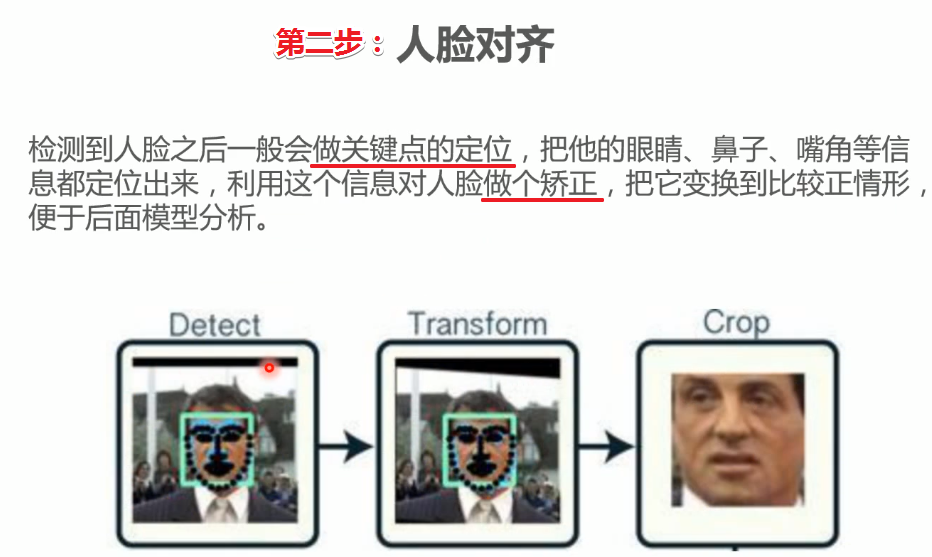 第二步：人脸对齐
检测到人脸之后一般会做关键点的定位，把他的眼睛、鼻子、嘴角等信
息都定位出来，利用这个信息对人脸做个矫正，把它变换到比较正情形，
便于后面模型分析。
Detect Transform Crop